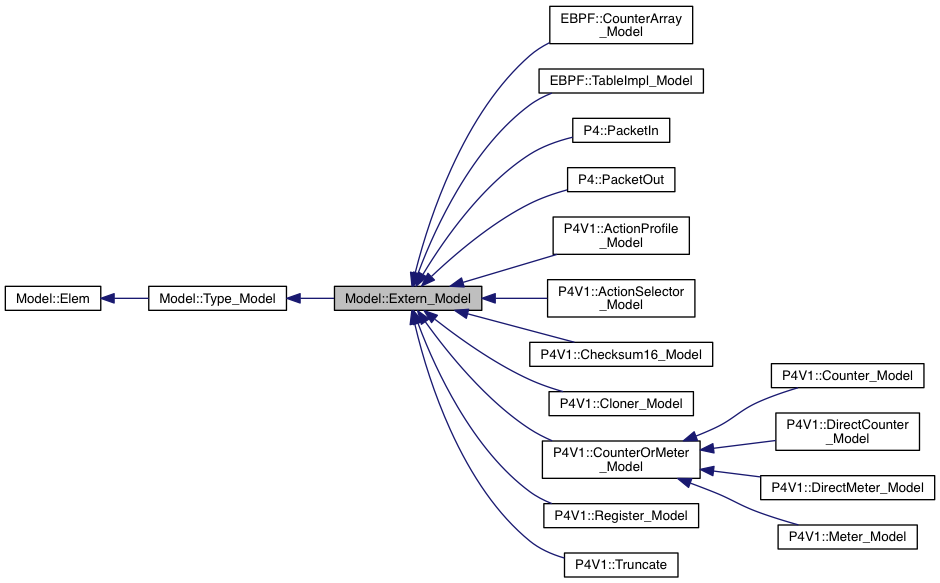 EBPF::CounterArray
_Model
EBPF::TableImpl_Model
P4::PacketIn
P4::PacketOut
P4V1::ActionProfile
_Model
Model::Elem
Model::Type_Model
Model::Extern_Model
P4V1::ActionSelector
_Model
P4V1::Checksum16_Model
P4V1::Cloner_Model
P4V1::CounterOrMeter
_Model
P4V1::Counter_Model
P4V1::DirectCounter
_Model
P4V1::DirectMeter_Model
P4V1::Meter_Model
P4V1::Register_Model
P4V1::Truncate